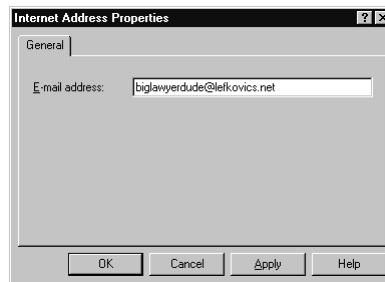 Internet Address Properties
General
E-mail address: biglawyerdude@lefkovics.net
OK Cancel Apply Help